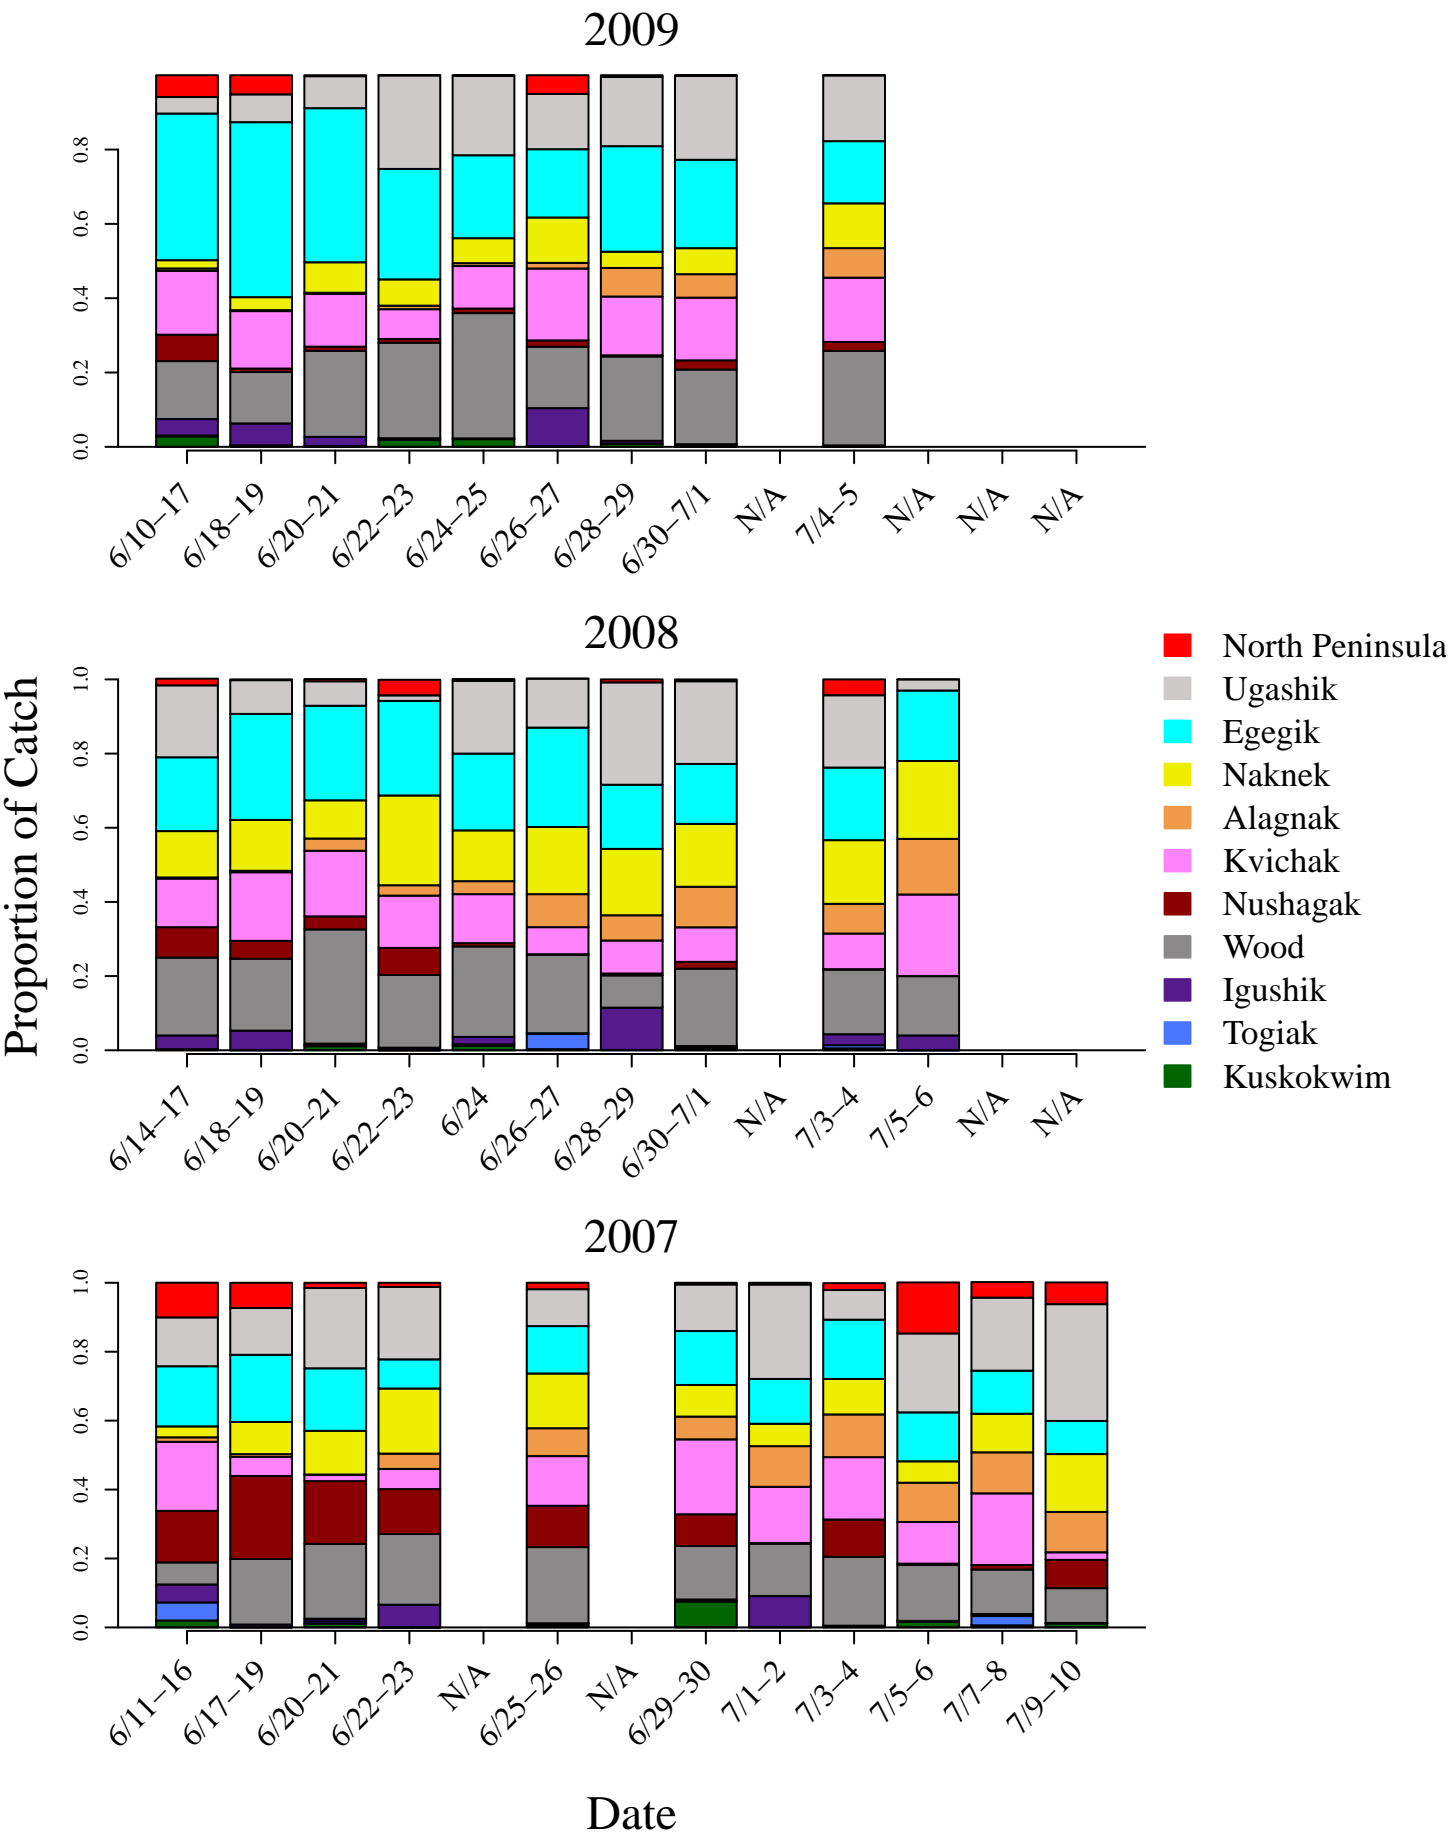 2009
0.8
0.6
0.4
0.2
0.0
6/10–17 6/18–19 6/20–21 6/22–23 6/24–25 6/26–27 6/28–29 6/30–7/1 N/A 7/4–5 N/A N/A N/A
Proportion of Catch
2008
1.0
0.8
0.6
0.4
0.2
0.0
6/14–17 6/18–19 6/20–21 6/22–23 6/24 6/26–27 6/28–29 6/30–7/1 N/A 7/3–4 7/5–6 N/A N/A
North Peninsula
Ugashik
Egegik
Naknek
Alagnak
Kvichak
Nushagak
Wood
Igushik
Togiak
Kuskokwim
2007
1.0
0.8
0.6
0.4
0.2
0.0
6/11–16 6/17–19 6/20–21 6/22–23 N/A 6/25–26 N/A 6/29–30 7/1–2 7/3–4 7/5–6 7/7–8 7/9–10
Date